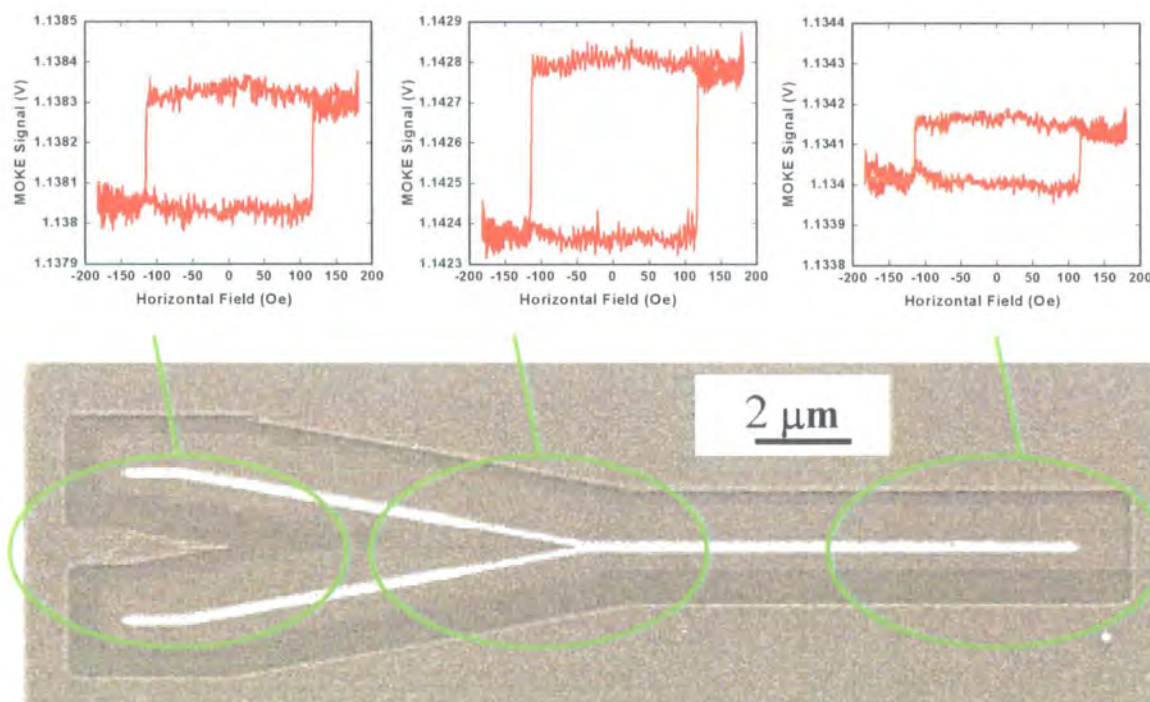 1.1385
1.1384
1.1383
1.1382
1.1381
1.138
1.1379
MOKE Signal (V)
-200 -150 -100 -50 0 50 100 150 200
Horizontal Field (Oe)
1.1429
1.1428
1.1427
1.1426
1.1425
1.1424
1.1423
MOKE Signal (V)
-200 -150 -100 -50 0 50 100 150 200
Horizontal Field (Oe)
1.1344
1.1343
1.1342
1.1341
1.134
1.1339
1.1338
MOKE Signal (V)
-200 -150 -100 -50 0 50 100 150 200
Horizontal Field (Oe)
2 μm